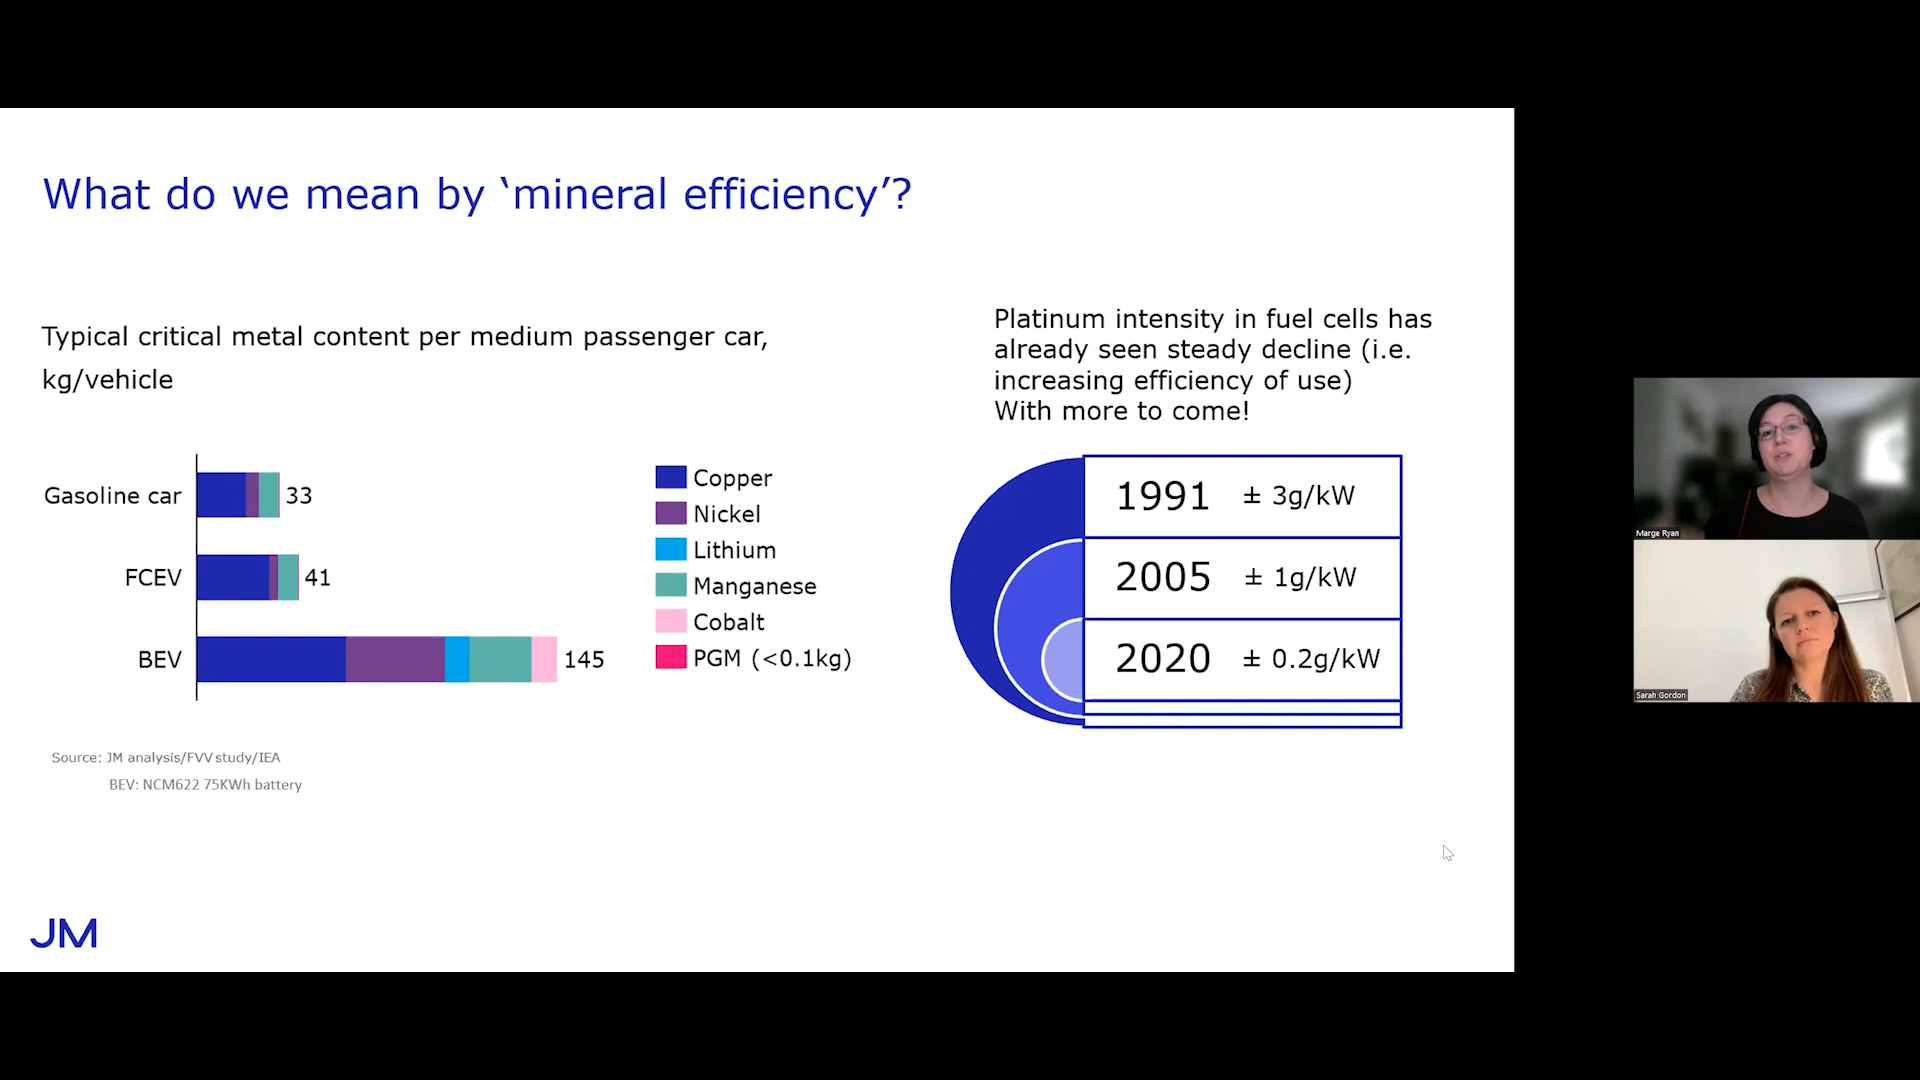 What do we mean by ‘mineral efficiency’?
Typical critical metal content per medium passenger car,
kg/vehicle
Gasoline car 33
FCEV 41
BEV 145
Copper
Nickel
Lithium
Manganese
Cobalt
PGM (<0.1kg)
Source: JM analysis/FVV study/IEA
BEV: NCM622 75KWh battery
Platinum intensity in fuel cells has
already seen steady decline (i.e.
increasing efficiency of use)
With more to come!
1991 ± 3g/kW
2005 ± 1g/kW
2020 ± 0.2g/kW
JM
Marge Ryan
Sarah Gordon